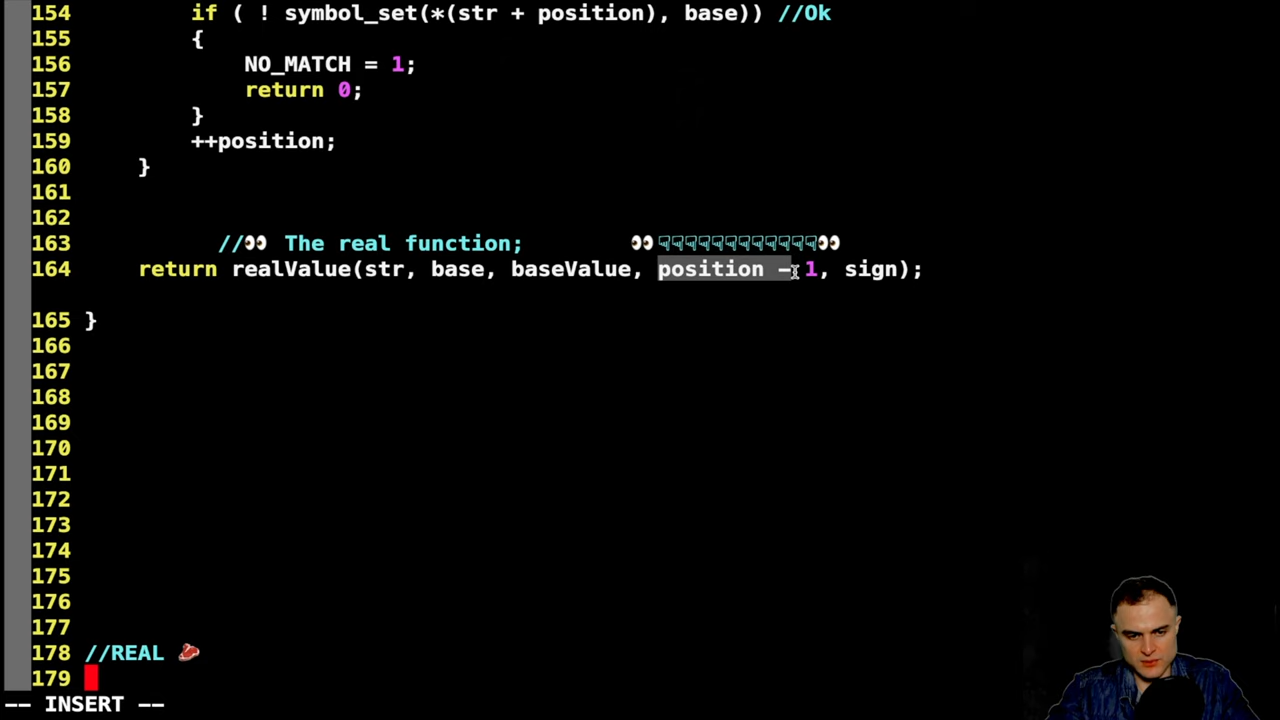 154         if ( ! symbol_set(*(str + position), base)) //Ok
155         {
156             NO_MATCH = 1;
157             return 0;
158         }
159         ++position;
160     }
161
162
163           //👀 The real function;        👀☟☟☟☟☟☟☟☟☟☟☟☟👀
164     return realValue(str, base, baseValue, position - 1, sign);
165 }
166
167
168
169
170
171
172
173
174
175
176
177
178 //REAL 🥩
179
-- INSERT --